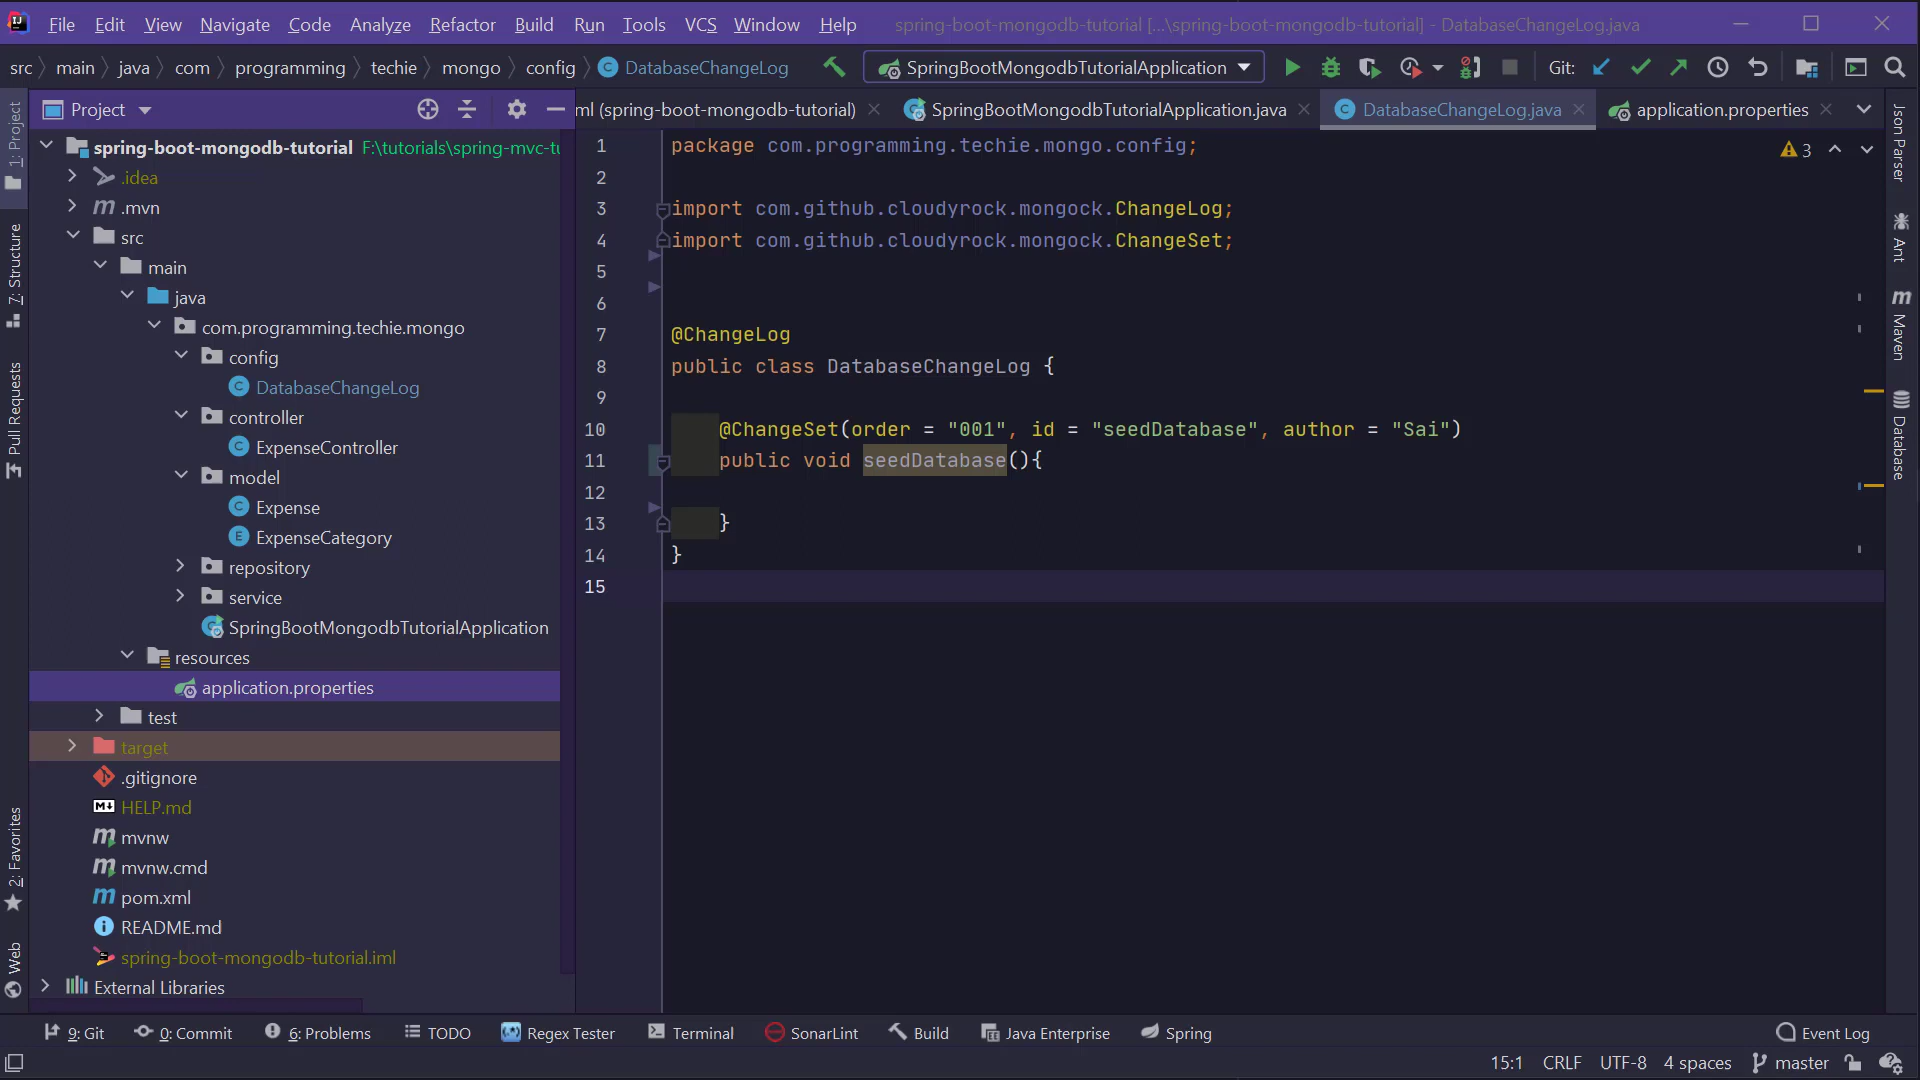 File Edit View Navigate Code Analyze Refactor Build Run Tools VCS Window Help spring-boot-mongodb-tutorial [...\spring-boot-mongodb-tutorial] - DatabaseChangeLog.java
src main java com programming techie mongo config DatabaseChangeLog SpringBootMongodbTutorialApplication Git:
Project ml (spring-boot-mongodb-tutorial) SpringBootMongodbTutorialApplication.java DatabaseChangeLog.java application.properties
1: Project
7: Structure
Pull Requests
2: Favorites
Web
spring-boot-mongodb-tutorial F:\tutorials\spring-mvc-tu
.idea
.mvn
src
main
java
com.programming.techie.mongo
config
DatabaseChangeLog
controller
ExpenseController
model
Expense
ExpenseCategory
repository
service
SpringBootMongodbTutorialApplication
resources
application.properties
test
target
.gitignore
HELP.md
mvnw
mvnw.cmd
pom.xml
README.md
spring-boot-mongodb-tutorial.iml
External Libraries
1 package com.programming.techie.mongo.config;
2
3 import com.github.cloudyrock.mongock.ChangeLog;
4 import com.github.cloudyrock.mongock.ChangeSet;
5
6
7 @ChangeLog
8 public class DatabaseChangeLog {
9
10 @ChangeSet(order = "001", id = "seedDatabase", author = "Sai")
11 public void seedDatabase(){
12
13 }
14 }
15
3
Json Parser
Ant
Maven
Database
9: Git 0: Commit 6: Problems TODO Regex Tester Terminal SonarLint Build Java Enterprise Spring Event Log
15:1 CRLF UTF-8 4 spaces master